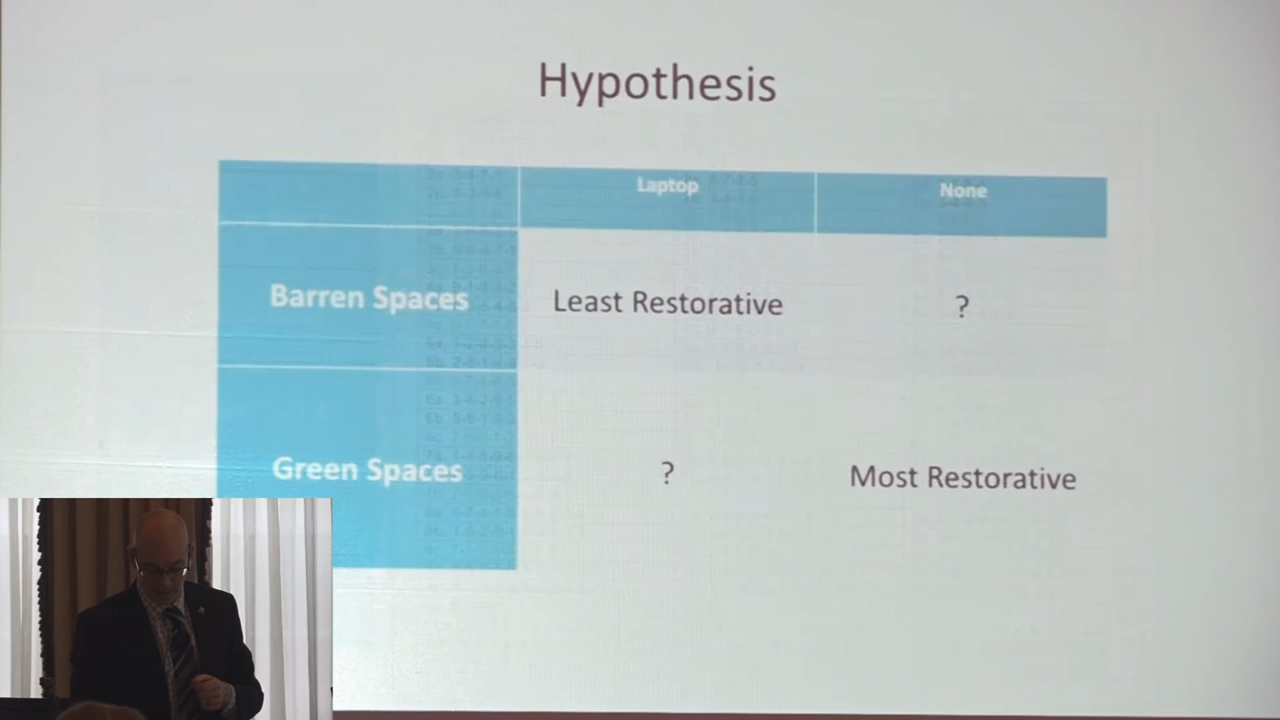 Hypothesis
Laptop None
Barren Spaces Least Restorative ?
Green Spaces ? Most Restorative